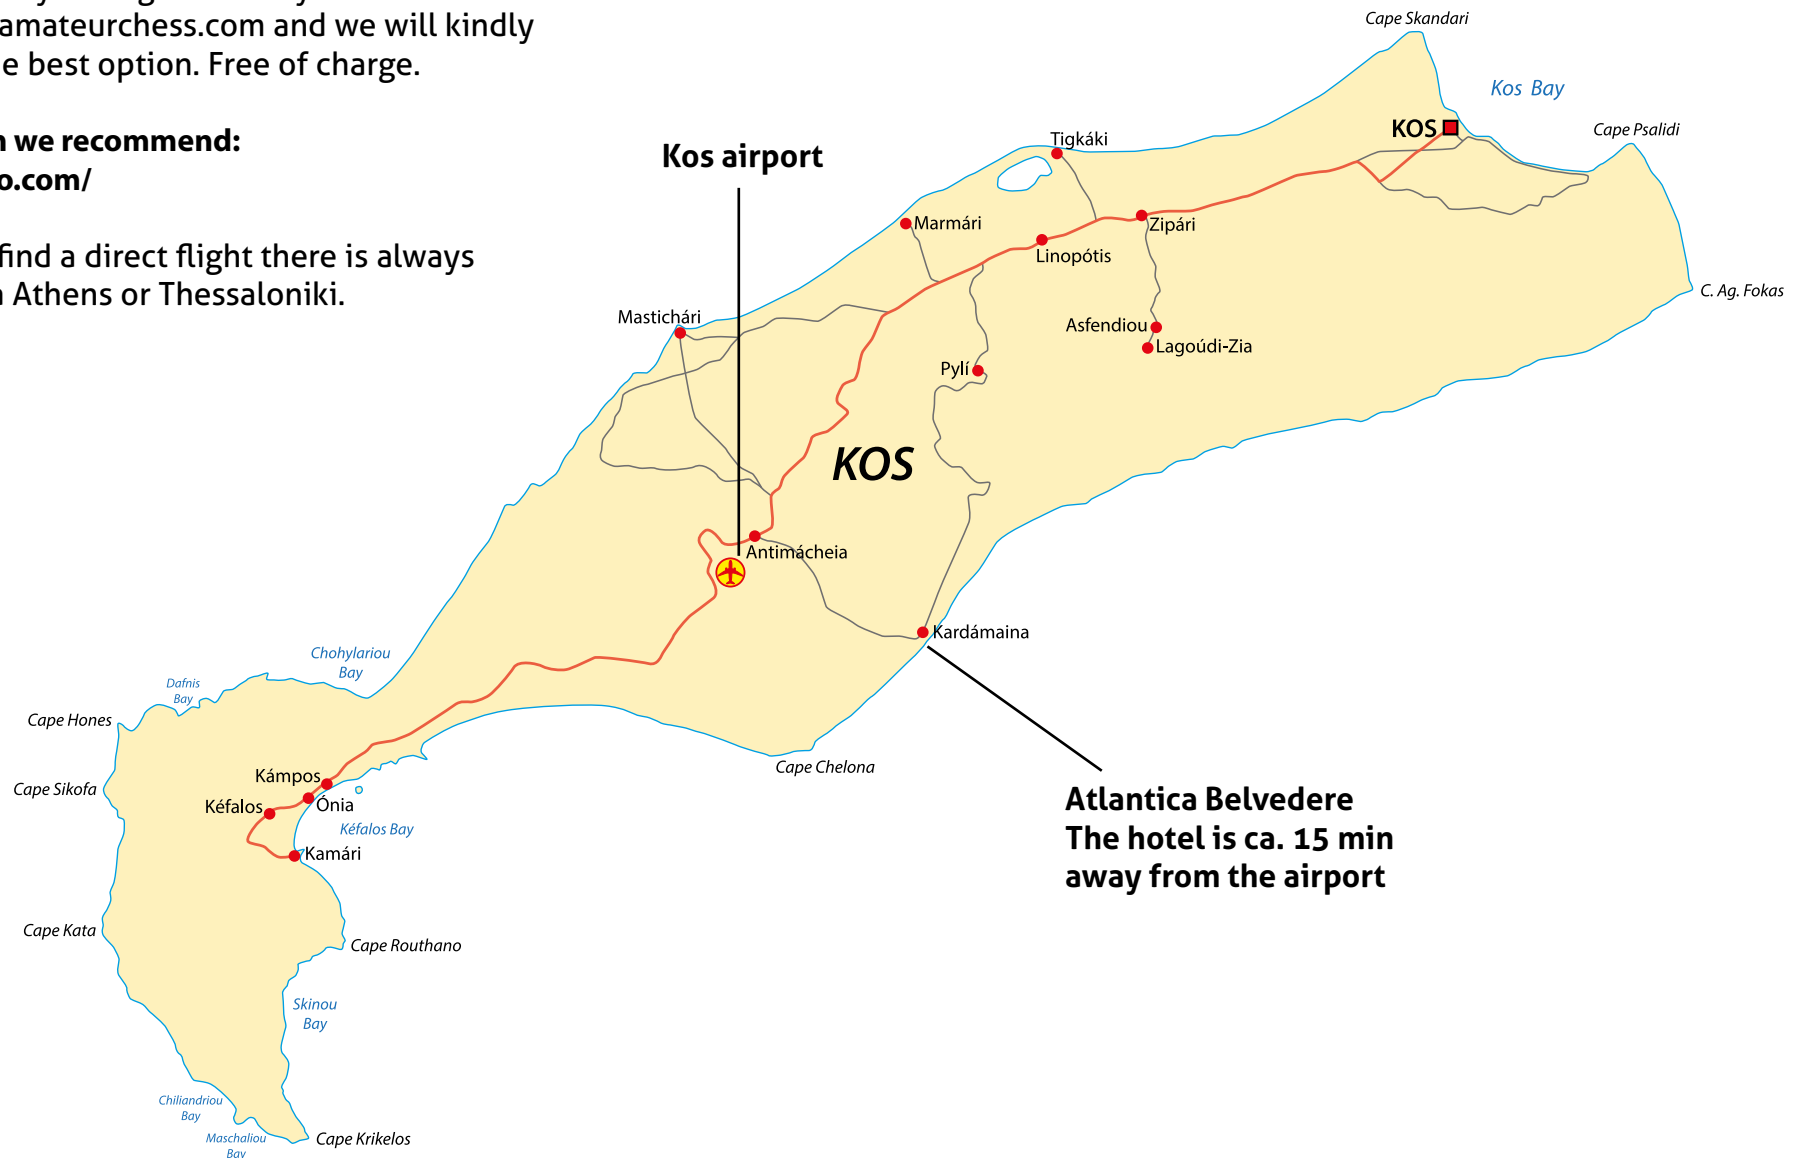 amateurchess.com and we will kindly
e best option. Free of charge.
we recommend:
o.com/
find a direct flight there is always
Athens or Thessaloniki.
Kos airport
Cape Skandari
Kos Bay
KOS
Cape Psalidi
Tigkáki
Marmári
Zipári
Linopótis
C. Ag. Fokas
Mastichári
Asfendiou
Lagoúdi-Zia
Pylí
KOS
Antimácheia
Kardámaina
Chohylariou
Bay
Dafnis
Bay
Cape Hones
Cape Chelona
Kámpos
Cape Sikofa
Kéfalos
Ónia
Kéfalos Bay
Kamári
Atlantica Belvedere
The hotel is ca. 15 min
away from the airport
Cape Kata
Cape Routhano
Skinou
Bay
Chiliandriou
Bay
Maschaliou
Bay
Cape Krikelos